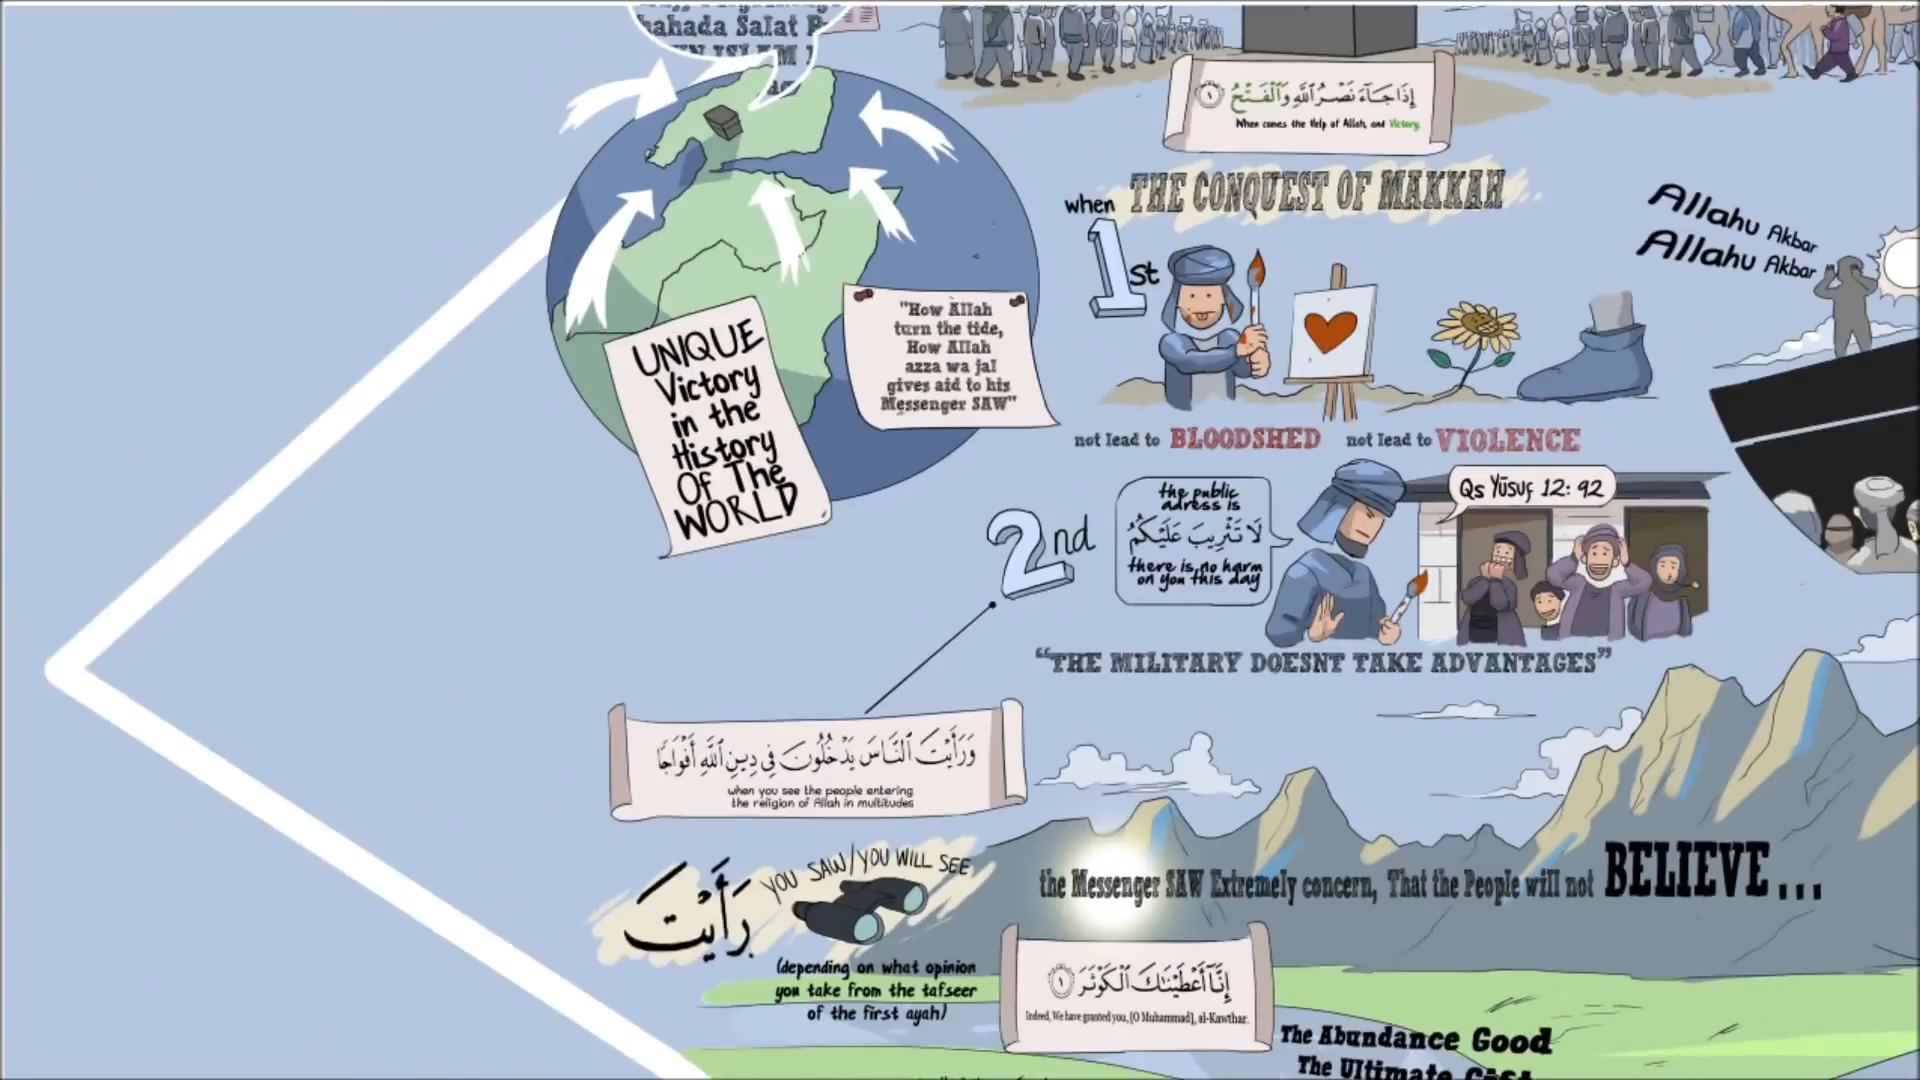 hahada Salat
إِذَا جَآءَ نَصْرُ ٱللَّهِ وَٱلْفَتْحُ ١
When comes the Help of Allah, and Victory,
when THE CONQUEST OF MAKKAH
1st
Allahu Akbar
Allahu Akbar
UNIQUE
Victory
in the
History
Of The
WORLD
"How Allah
turn the tide,
How Allah
azza wa jal
gives aid to his
Messenger SAW"
not lead to BLOODSHED
not lead to VIOLENCE
2nd
the public
adress is
لَا تَثْرِيبَ عَلَيْكُمُ
there is no harm
on you this day
Qs Yūsuf 12: 92
“THE MILITARY DOESNT TAKE ADVANTAGES”
وَرَأَيْتَ ٱلنَّاسَ يَدْخُلُونَ فِى دِينِ ٱللَّهِ أَفْوَاجًا
when you see the people entering
the religion of Allah in multitudes
رَأَيْتَ
YOU SAW/YOU WILL SEE
(depending on what opinion
you take from the tafseer
of the first ayah)
the Messenger SAW Extremely concern, That the People will not BELIEVE...
إِنَّآ أَعْطَيْنَٰكَ ٱلْكَوْثَرَ ١
Indeed, We have granted you, [O Muhammad], al-Kawthar.
The Abundance Good
The Ultimate Gift